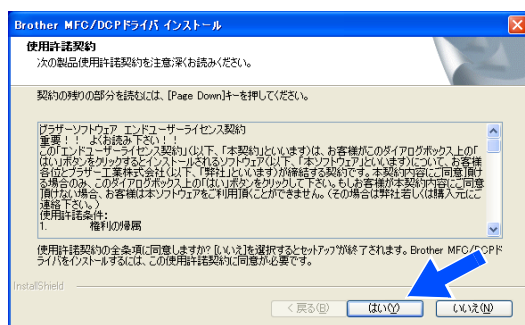 Brother MFC/DCPドライバ インストール
使用許諾契約
次の製品使用許諾契約を注意深くお読みください。
契約の残りの部分を読むには、[Page Down]キーを押してください。
ブラザーソフトウェア エンドユーザーライセンス契約
重要！！ よくお読み下さい！！
この「エンドユーザーライセンス契約」(以下、「本契約」といいます)は、お客様がこのダイアログボックス上の「
はい」ボタンをクリックするとインストールされるソフトウェア(以下、「本ソフトウェア」といいます)について、お客様
各位とブラザー工業株式会社(以下、「弊社」といいます)が締結する契約です。本契約内容にご同意頂け
る場合のみ、このダイアログボックス上の「はい」ボタンをクリックして下さい。もしお客様が本契約内容にご同意
頂けない場合、お客様は本ソフトウェアをご利用頂くことができません。(その場合は弊社若しくは購入元にご
連絡下さい。)
使用許諾条件:
1. 権利の帰属
使用許諾契約の全条項に同意しますか? [いいえ]を選択するとセットアップが終了されます。Brother MFC/DCPド
ライバをインストールするには、この使用許諾契約に同意が必要です。
InstallShield
< 戻る(B)
はい(Y)
いいえ(N)